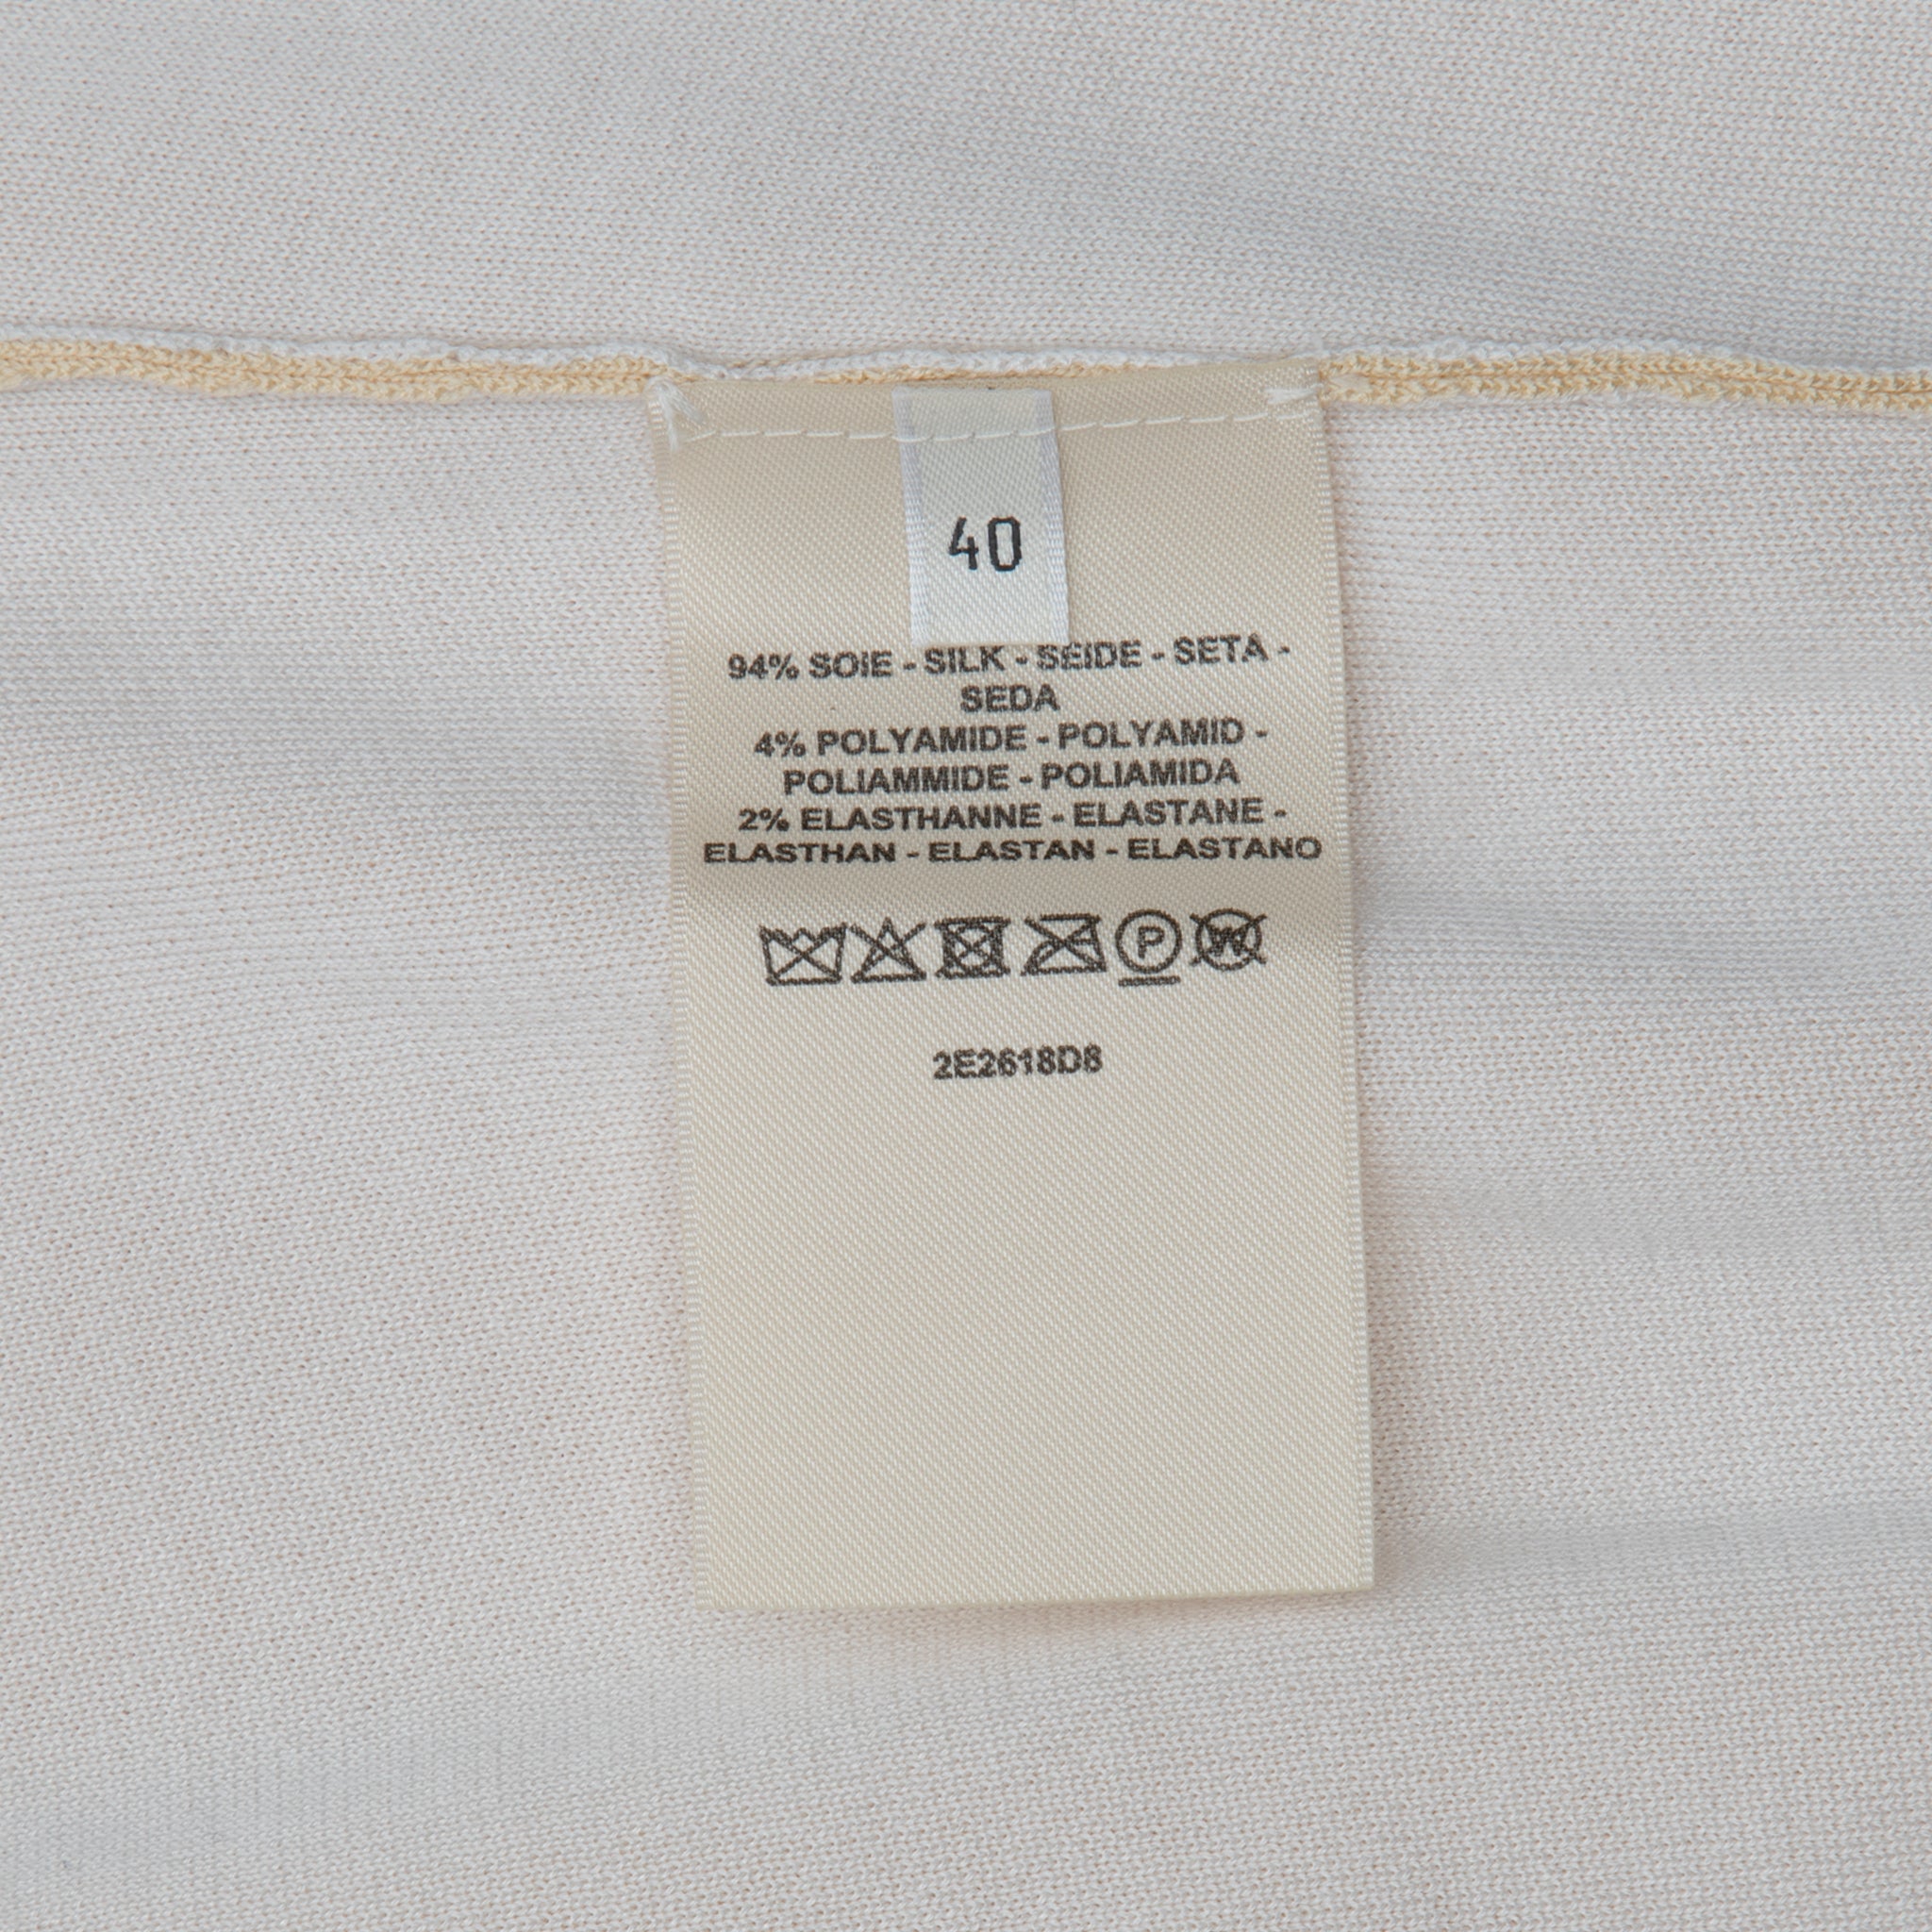 40
94% SOIE - SILK - SEIDE - SETA -
SEDA
4% POLYAMIDE - POLYAMID -
POLIAMMIDE - POLIAMIDA
2% ELASTHANNE - ELASTANE -
ELASTHAN - ELASTAN - ELASTANO
P W
2E2618D8